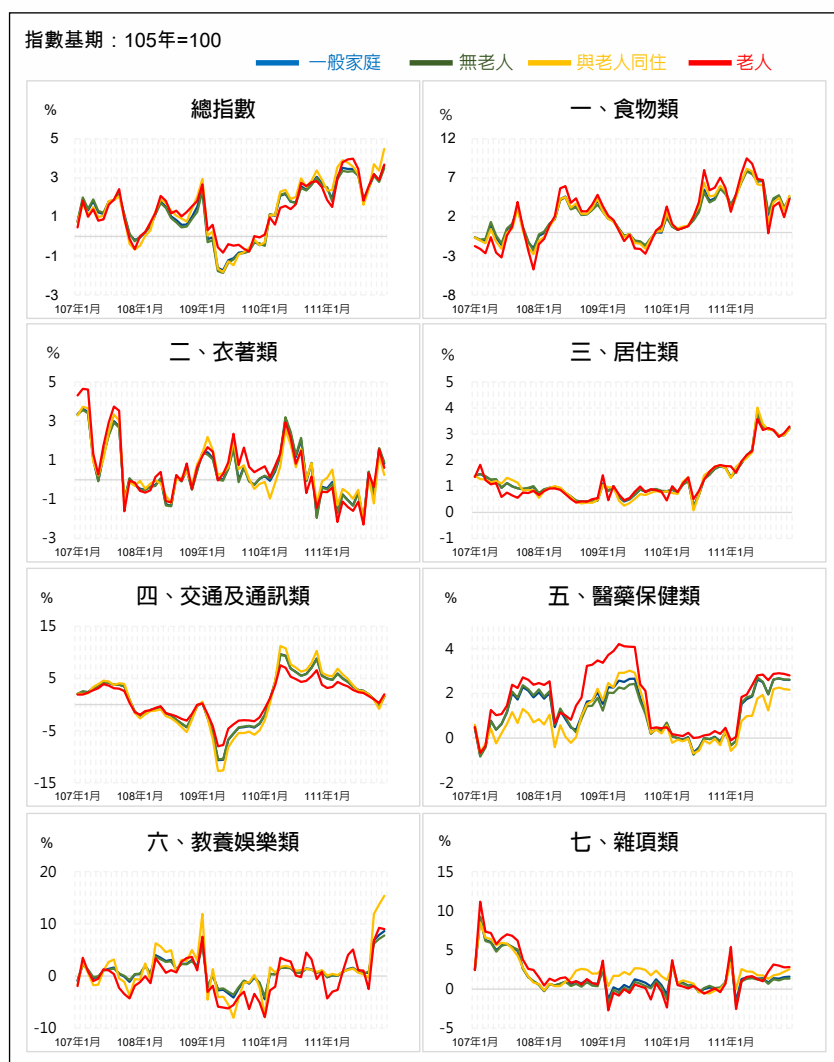 指數基期：105年=100
一般家庭 無老人 與老人同住 老人
總指數
%
5
3
1
-1
-3
107年1月 108年1月 109年1月 110年1月 111年1月
一、食物類
%
12
7
2
-3
-8
107年1月 108年1月 109年1月 110年1月 111年1月
二、衣著類
%
5
3
1
-1
-3
107年1月 108年1月 109年1月 110年1月 111年1月
三、居住類
%
5
4
3
2
1
0
-1
107年1月 108年1月 109年1月 110年1月 111年1月
四、交通及通訊類
%
15
5
-5
-15
107年1月 108年1月 109年1月 110年1月 111年1月
五、醫藥保健類
%
4
2
0
-2
107年1月 108年1月 109年1月 110年1月 111年1月
六、教養娛樂類
%
20
10
0
-10
107年1月 108年1月 109年1月 110年1月 111年1月
七、雜項類
%
15
10
5
0
-5
107年1月 108年1月 109年1月 110年1月 111年1月